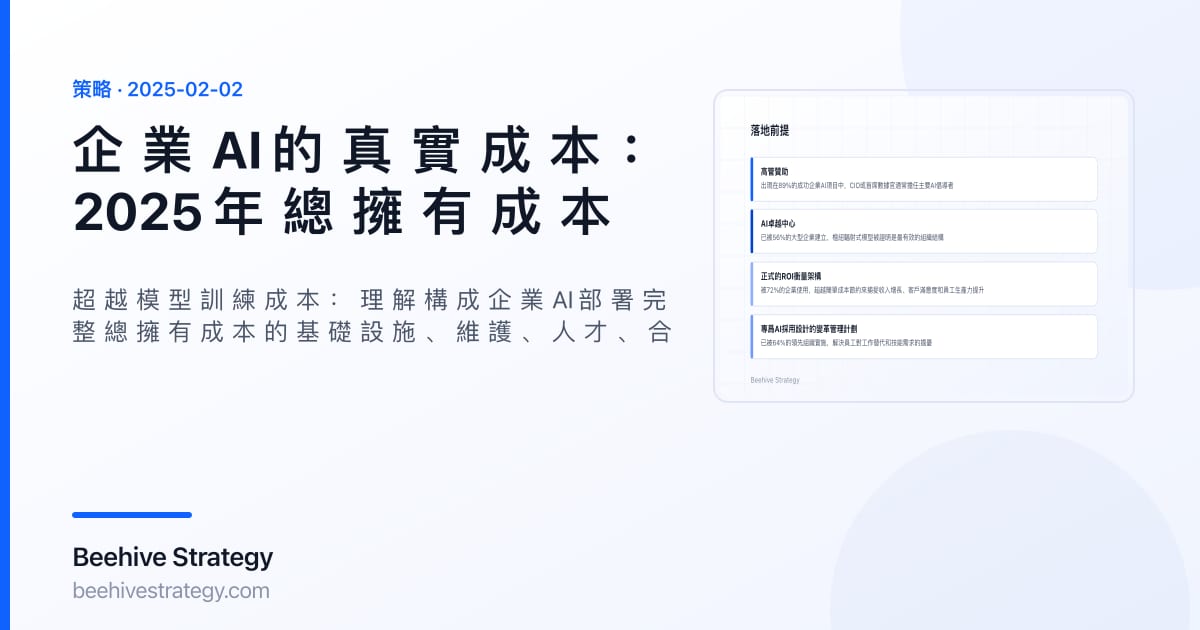 策略 · 2025-02-02
企業AI的真實成本：
2025年總擁有成本
超越模型訓練成本：理解構成企業AI部署完
整總擁有成本的基礎設施、維護、人才、合
落地前提
高管贊助
出現在89%的成功企業AI項目中，CIO或首席數據官通常擔任主要AI倡導者
AI卓越中心
已被56%的大型企業建立，樞紐輻射式模型被證明是最有效的組織結構
正式的ROI衡量架構
被72%的企業使用，超越簡單成本節約來捕捉收入增長、客戶滿意度和員工生產力提升
專爲AI採用設計的變革管理計劃
已被64%的領先組織實施，解決員工對工作替代和技能需求的擔憂
Beehive Strategy
Beehive Strategy
beehivestrategy.com